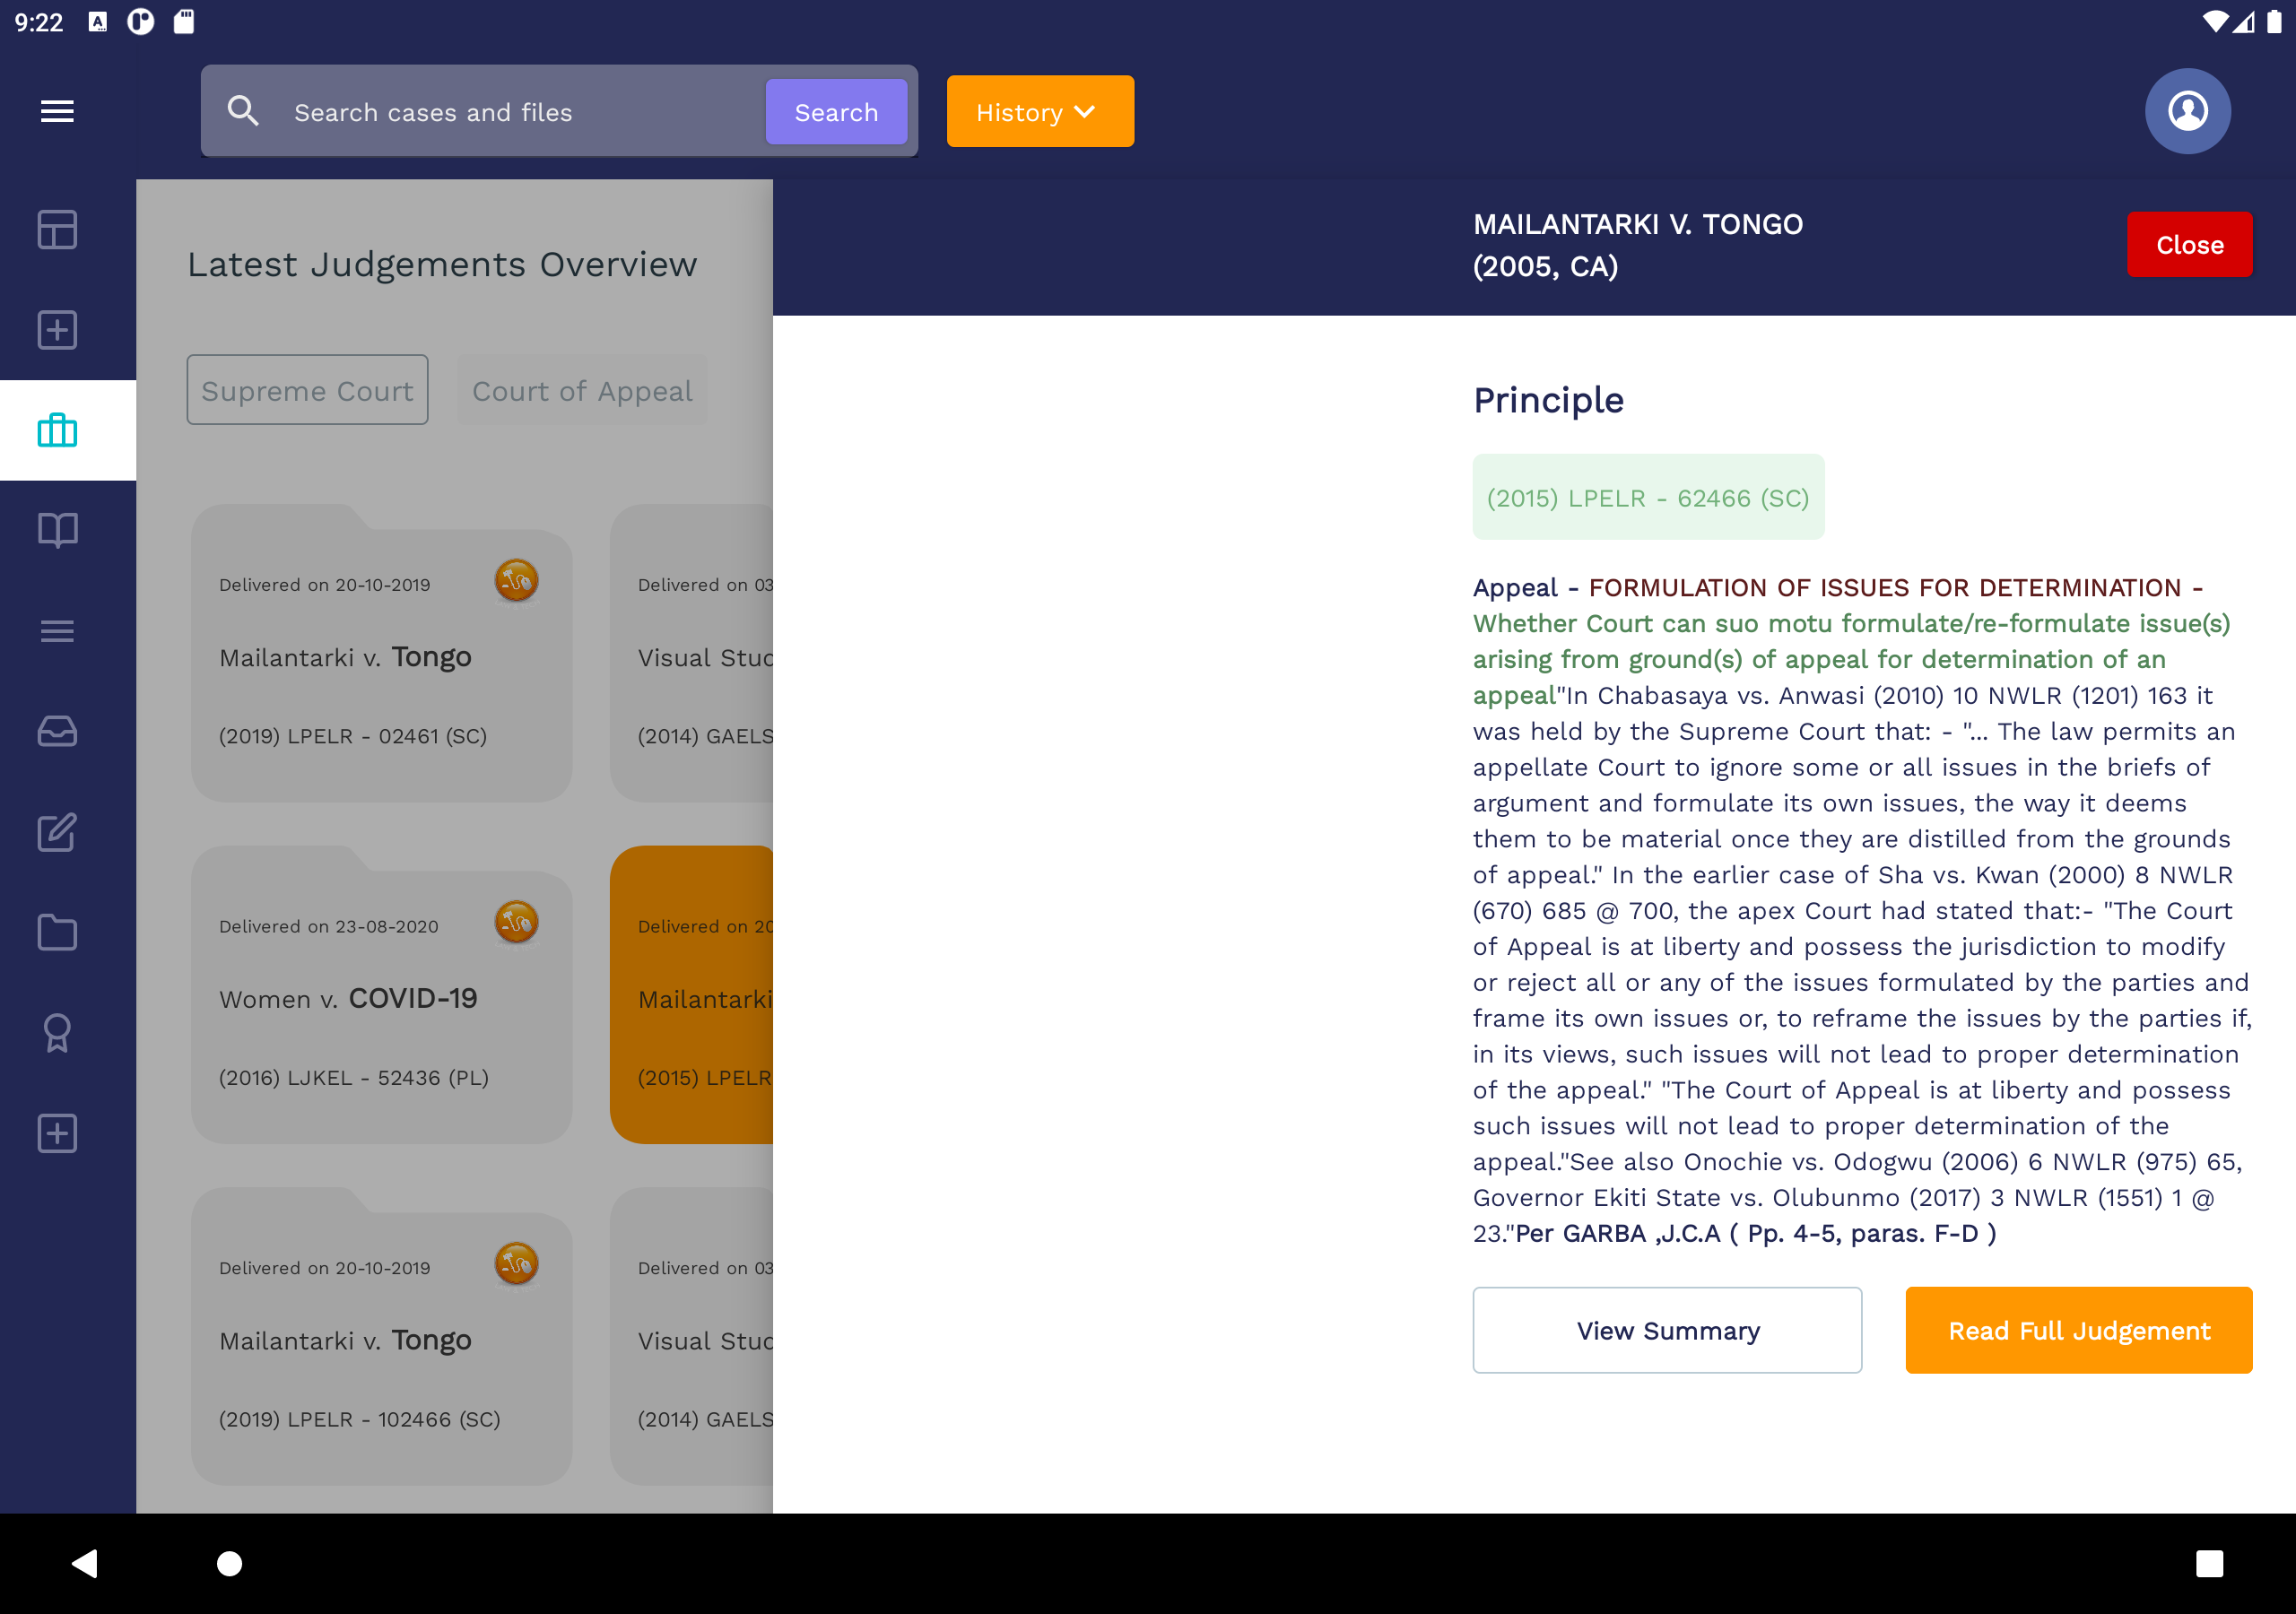 9:22
Search cases and files
Search
History
Latest Judgements Overview
Supreme Court
Court of Appeal
Delivered on 20-10-2019
Mailantarki v. Tongo
(2019) LPELR - 02461 (SC)
Delivered on 03
Visual Stud
(2014) GAELS
Delivered on 23-08-2020
Women v. COVID-19
(2016) LJKEL - 52436 (PL)
Delivered on 20
Mailantarki
(2015) LPELR
Delivered on 20-10-2019
Mailantarki v. Tongo
(2019) LPELR - 102466 (SC)
Delivered on 03
Visual Stud
(2014) GAELS
MAILANTARKI V. TONGO
(2005, CA)
Close
Principle
(2015) LPELR - 62466 (SC)
Appeal - FORMULATION OF ISSUES FOR DETERMINATION -
Whether Court can suo motu formulate/re-formulate issue(s)
arising from ground(s) of appeal for determination of an
appeal"In Chabasaya vs. Anwasi (2010) 10 NWLR (1201) 163 it
was held by the Supreme Court that: - "... The law permits an
appellate Court to ignore some or all issues in the briefs of
argument and formulate its own issues, the way it deems
them to be material once they are distilled from the grounds
of appeal." In the earlier case of Sha vs. Kwan (2000) 8 NWLR
(670) 685 @ 700, the apex Court had stated that:- "The Court
of Appeal is at liberty and possess the jurisdiction to modify
or reject all or any of the issues formulated by the parties and
frame its own issues or, to reframe the issues by the parties if,
in its views, such issues will not lead to proper determination
of the appeal." "The Court of Appeal is at liberty and possess
such issues will not lead to proper determination of the
appeal."See also Onochie vs. Odogwu (2006) 6 NWLR (975) 65,
Governor Ekiti State vs. Olubunmo (2017) 3 NWLR (1551) 1 @
23."Per GARBA ,J.C.A ( Pp. 4-5, paras. F-D )
View Summary
Read Full Judgement